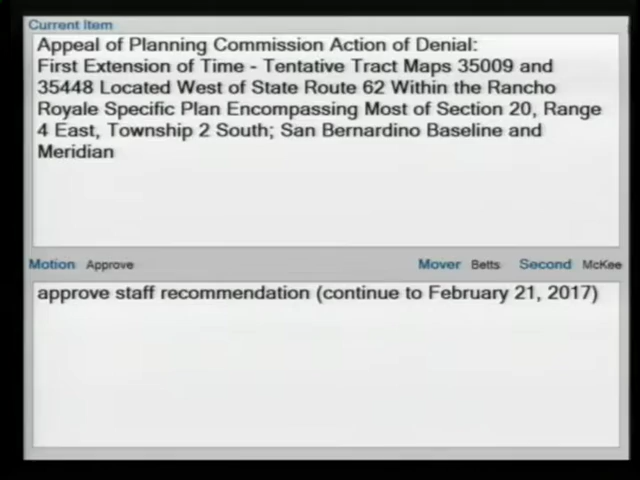 Current Item
Appeal of Planning Commission Action of Denial:
First Extension of Time - Tentative Tract Maps 35009 and
35448 Located West of State Route 62 Within the Rancho
Royale Specific Plan Encompassing Most of Section 20, Range
4 East, Township 2 South; San Bernardino Baseline and
Meridian
Motion Approve Mover Betts Second McKee
approve staff recommendation (continue to February 21, 2017)